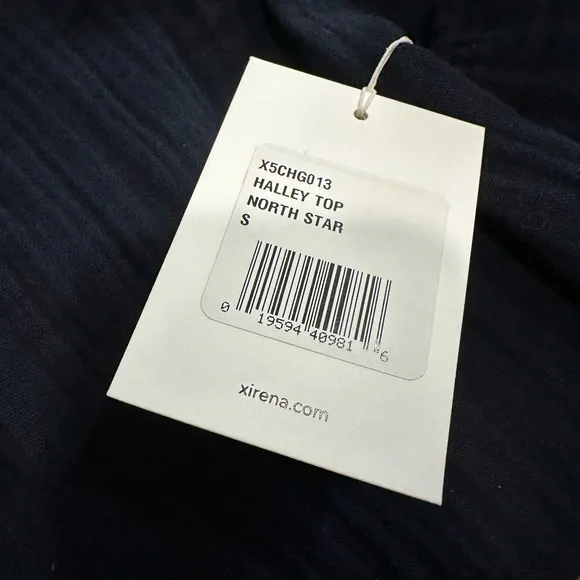 X5CHG013
HALLEY TOP
NORTH STAR
S
0 19594 40981 6
xirena.com